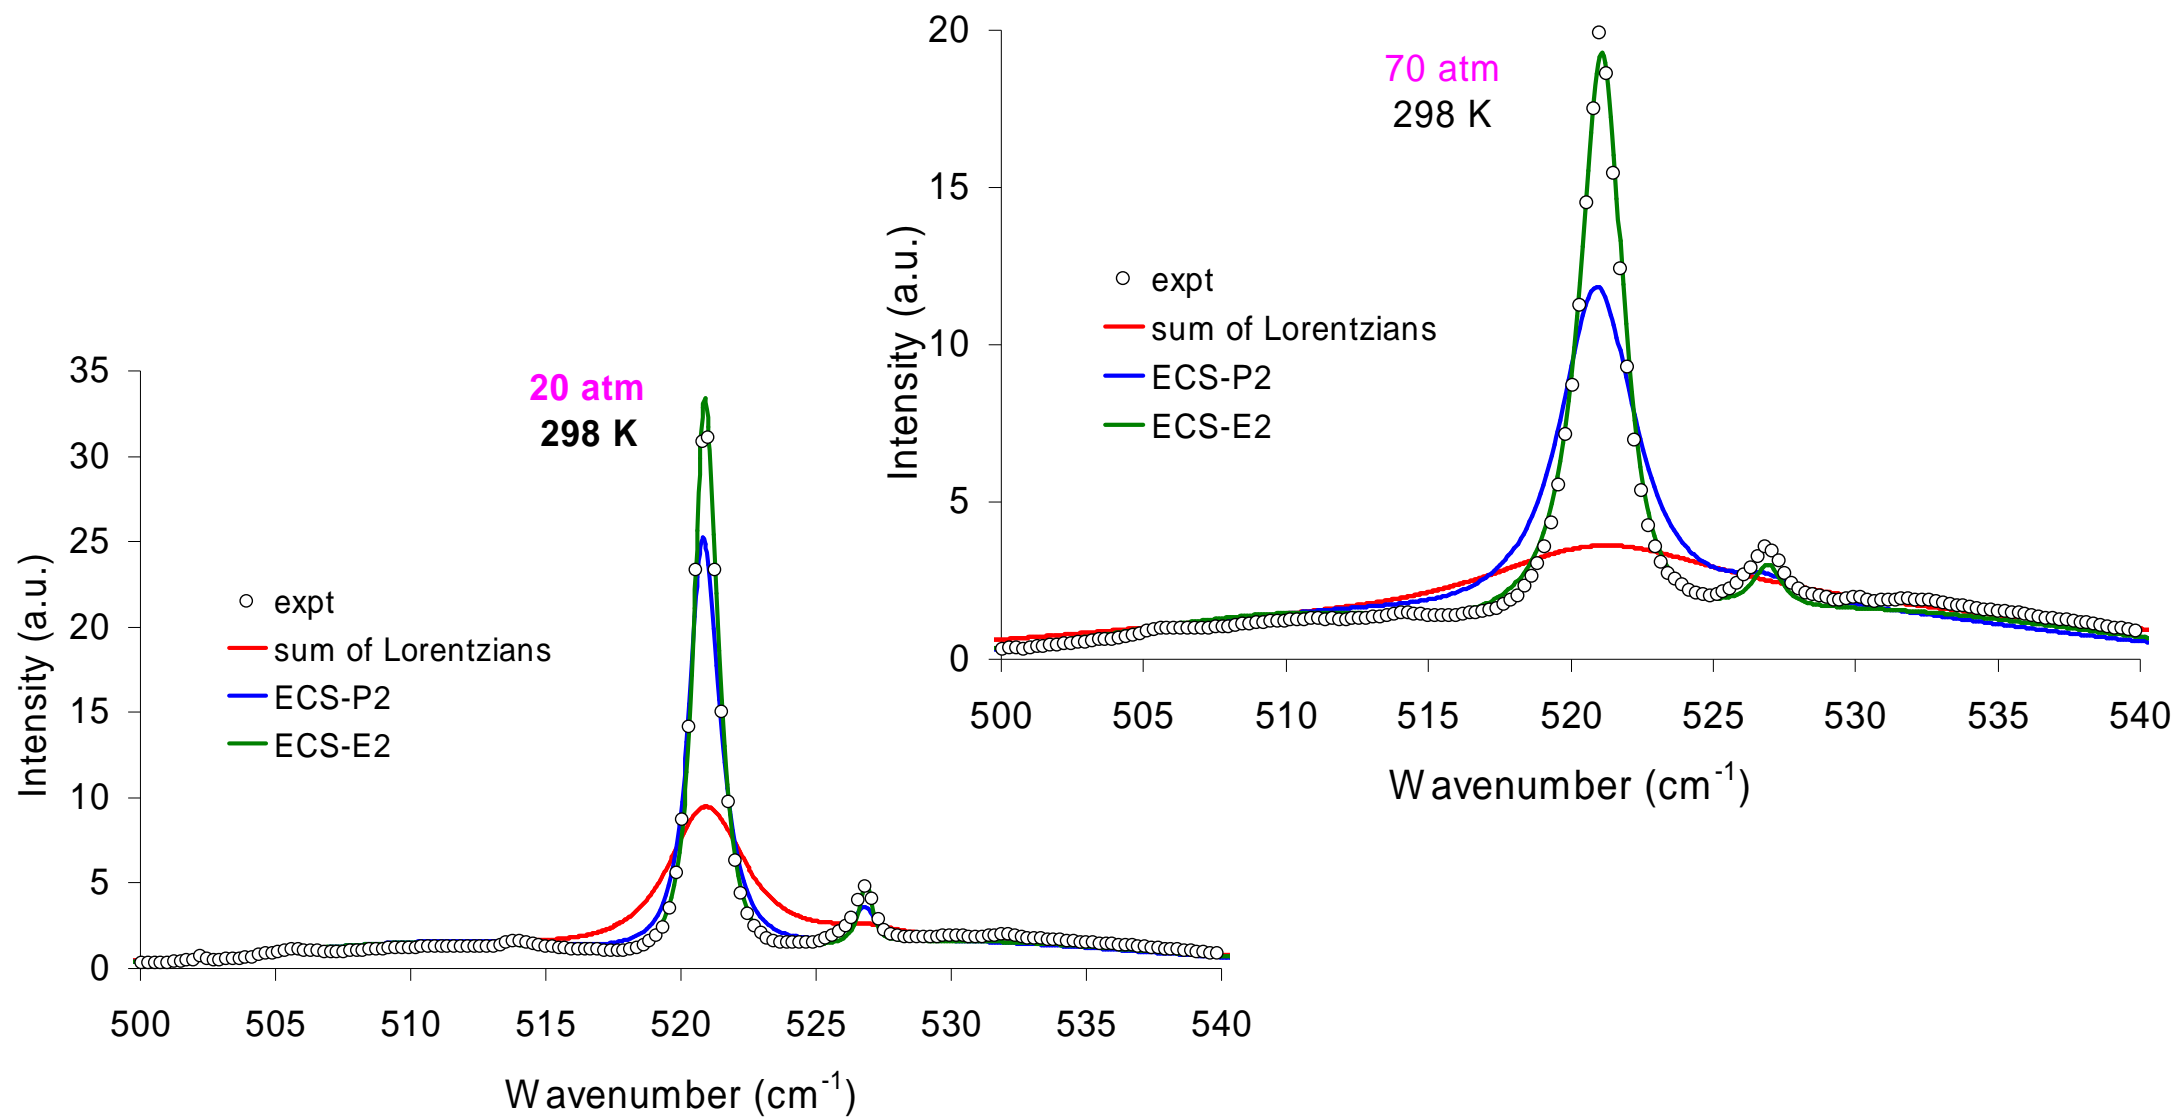 20
15
10
5
0
Intensity (a.u.)
70 atm
298 K
expt
sum of Lorentzians
ECS-P2
ECS-E2
500 505 510 515 520 525 530 535 540
Wavenumber (cm-1)
35
30
25
20
15
10
5
0
Intensity (a.u.)
20 atm
298 K
expt
sum of Lorentzians
ECS-P2
ECS-E2
500 505 510 515 520 525 530 535 540
Wavenumber (cm-1)